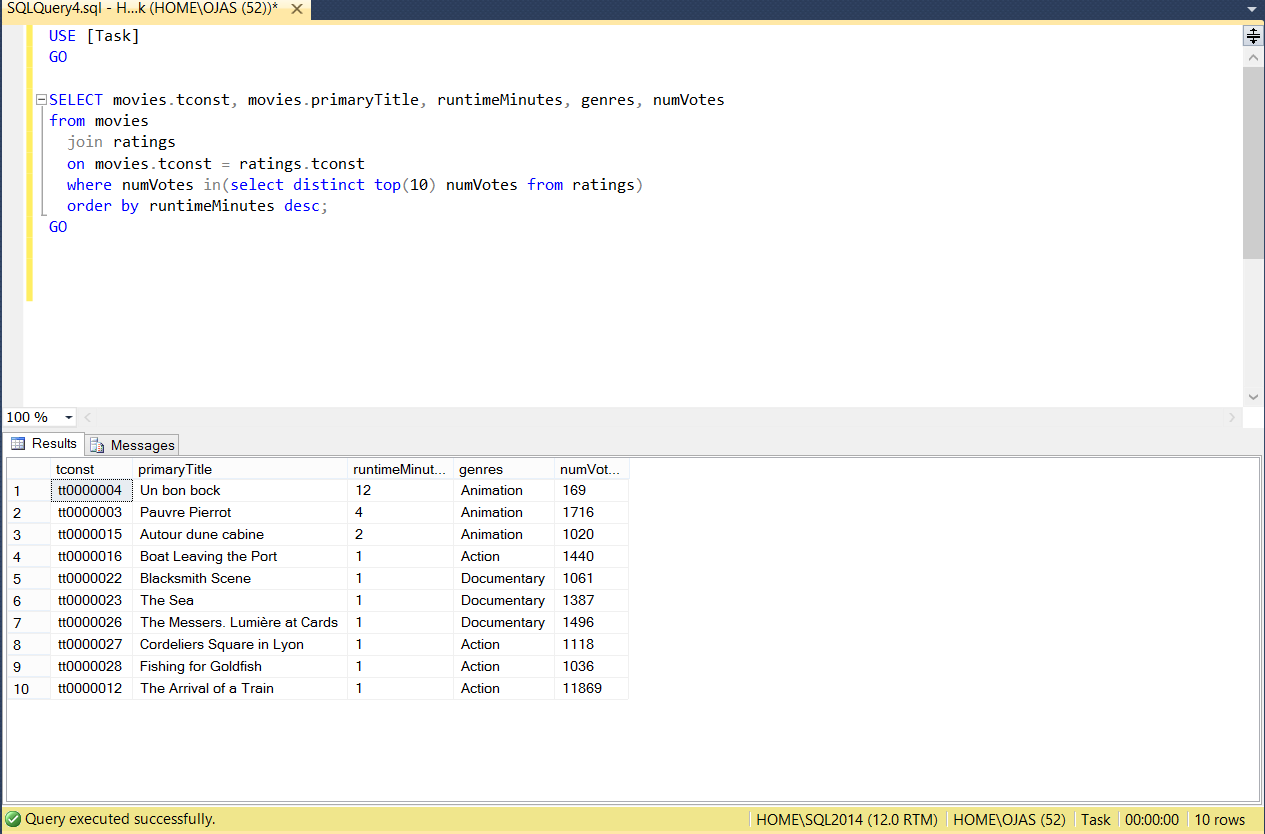 SQLQuery4.sql - H...k (HOME\OJAS (52))*
USE [Task]
GO
SELECT movies.tconst, movies.primaryTitle, runtimeMinutes, genres, numVotes
from movies
join ratings
on movies.tconst = ratings.tconst
where numVotes in(select distinct top(10) numVotes from ratings)
order by runtimeMinutes desc;
GO
100 %
Results Messages
tconst primaryTitle runtimeMinut... genres numVot...
1 tt0000004 Un bon bock 12 Animation 169
2 tt0000003 Pauvre Pierrot 4 Animation 1716
3 tt0000015 Autour dune cabine 2 Animation 1020
4 tt0000016 Boat Leaving the Port 1 Action 1440
5 tt0000022 Blacksmith Scene 1 Documentary 1061
6 tt0000023 The Sea 1 Documentary 1387
7 tt0000026 The Messers. Lumière at Cards 1 Documentary 1496
8 tt0000027 Cordeliers Square in Lyon 1 Action 1118
9 tt0000028 Fishing for Goldfish 1 Action 1036
10 tt0000012 The Arrival of a Train 1 Action 11869
Query executed successfully. HOME\SQL2014 (12.0 RTM) HOME\OJAS (52) Task 00:00:00 10 rows